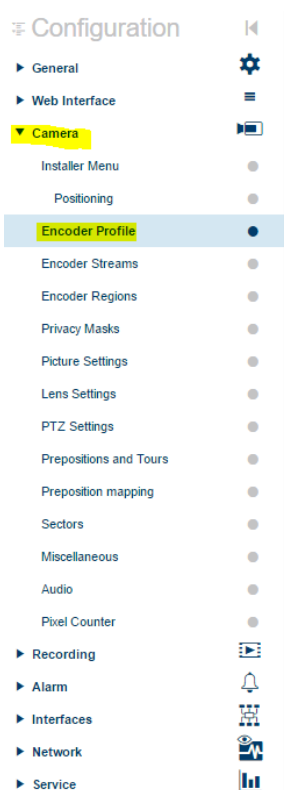 Configuration
General
Web Interface
Camera
Installer Menu
Positioning
Encoder Profile
Encoder Streams
Encoder Regions
Privacy Masks
Picture Settings
Lens Settings
PTZ Settings
Prepositions and Tours
Preposition mapping
Sectors
Miscellaneous
Audio
Pixel Counter
Recording
Alarm
Interfaces
Network
Service